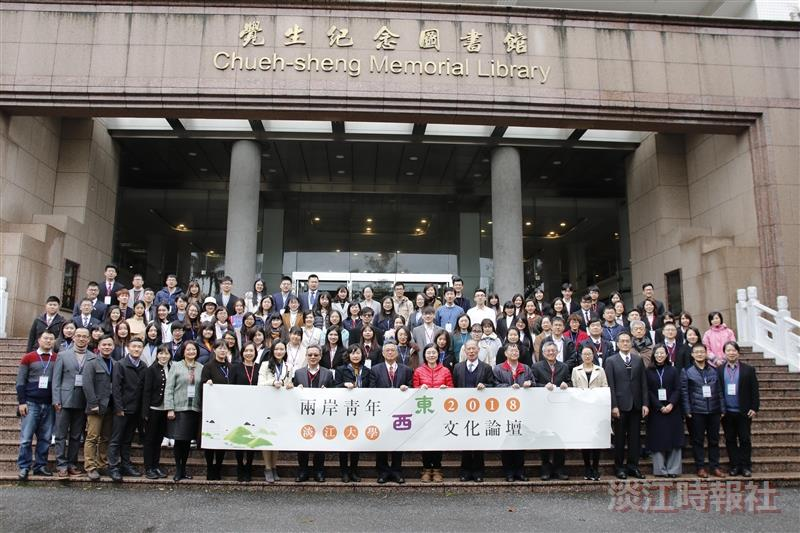 覺生紀念圖書館
Chueh-sheng Memorial Library
兩岸青年 東 2018
淡江大學 西 文化論壇
淡江時報社